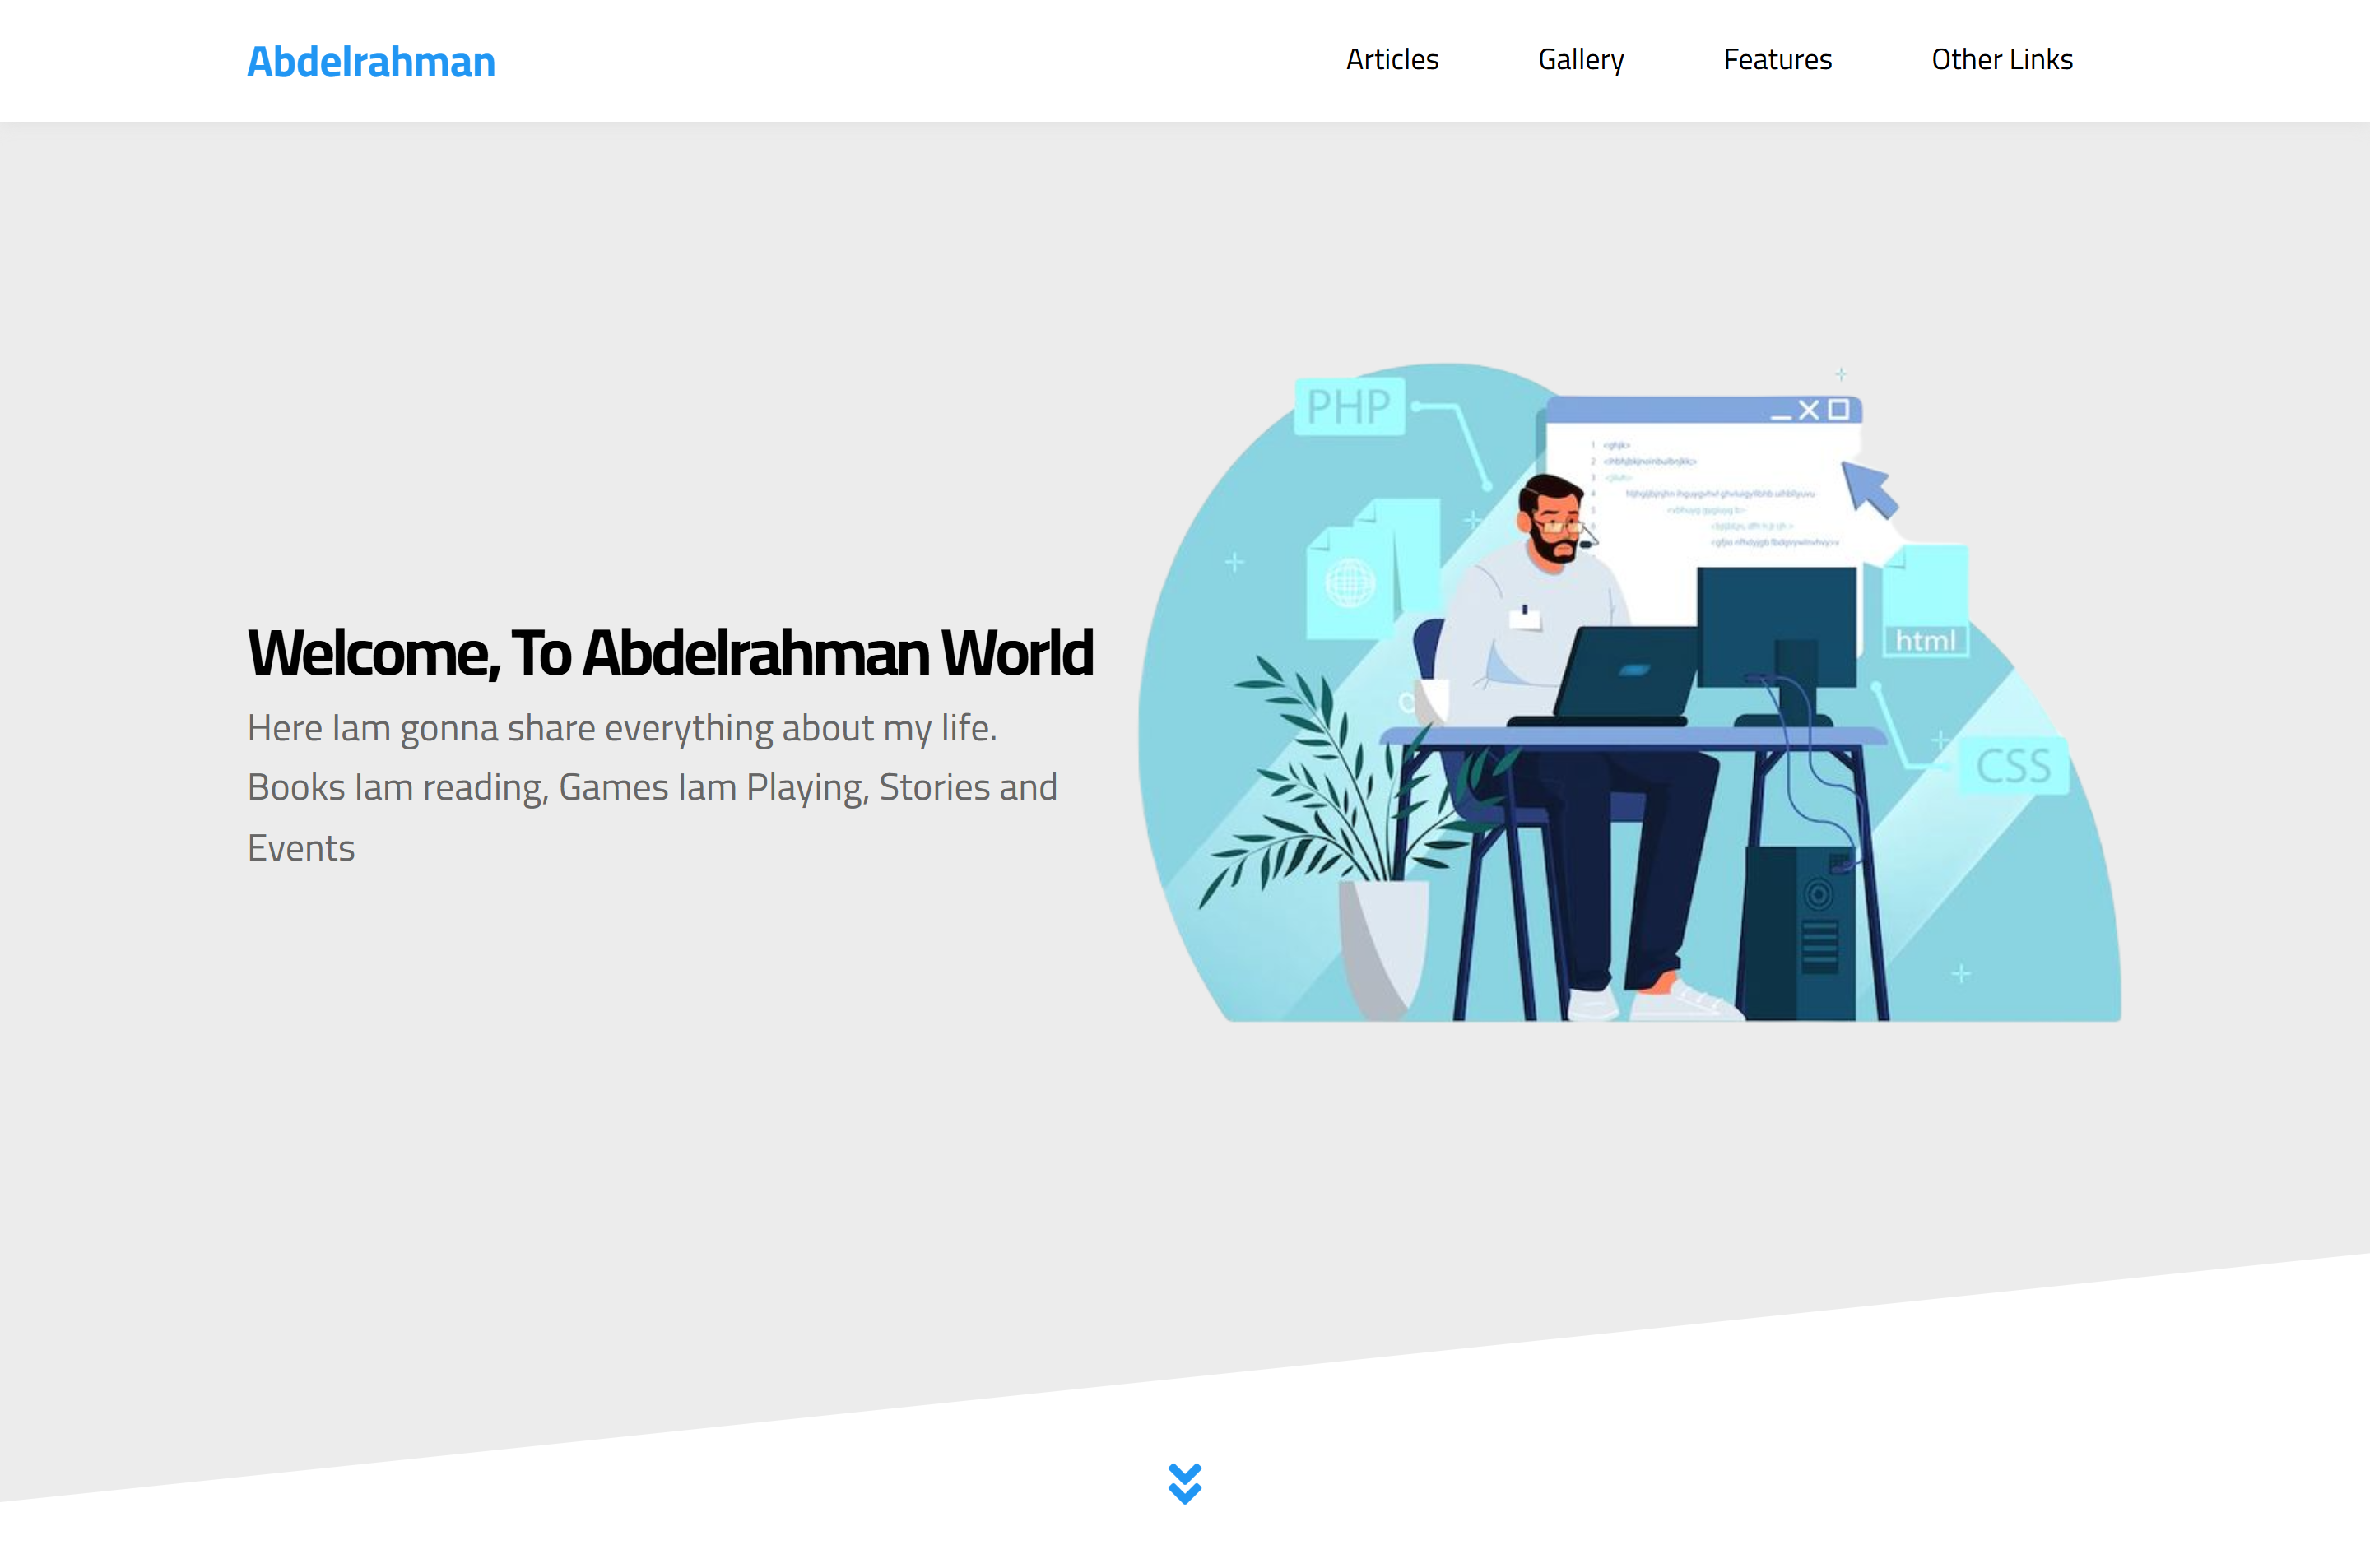 Abdelrahman
Articles Gallery Features Other Links
Welcome, To Abdelrahman World
Here Iam gonna share everything about my life.
Books Iam reading, Games Iam Playing, Stories and
Events
PHP
html
CSS